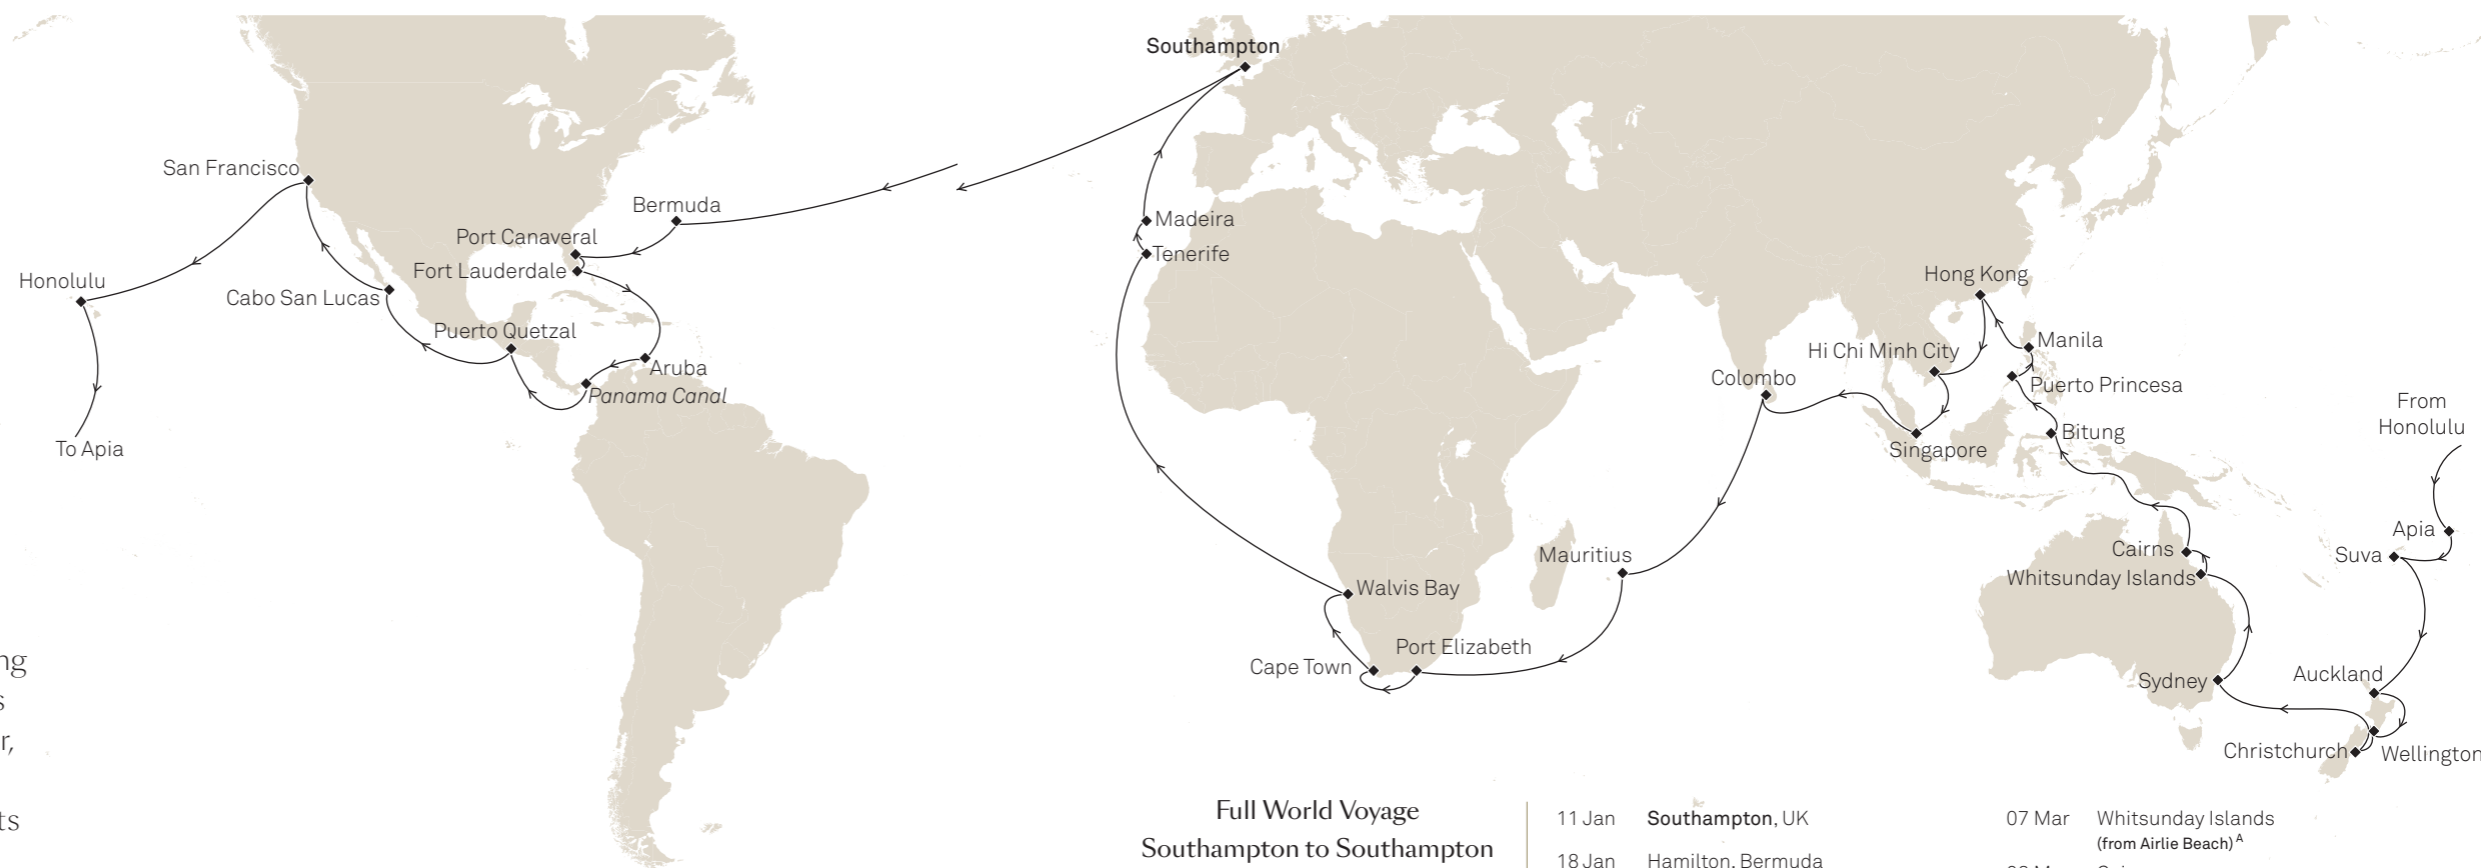 Southampton
San Francisco
Bermuda
Madeira
Port Canaveral
Tenerife
Fort Lauderdale
Hong Kong
Honolulu
Cabo San Lucas
Puerto Quetzal
Manila
Hi Chi Minh City
Aruba
Colombo
Puerto Princesa
Panama Canal
From
Honolulu
Bitung
To Apia
Singapore
Apia
Cairns
Suva
Mauritius
Whitsunday Islands
Walvis Bay
Port Elizabeth
Cape Town
Auckland
Sydney
Christchurch
Wellington
ng
s
r,
ts
Full World Voyage
Southampton to Southampton
11 Jan Southampton, UK
18 Jan Hamilton, Bermuda
07 Mar Whitsunday Islands
(from Airlie Beach) A